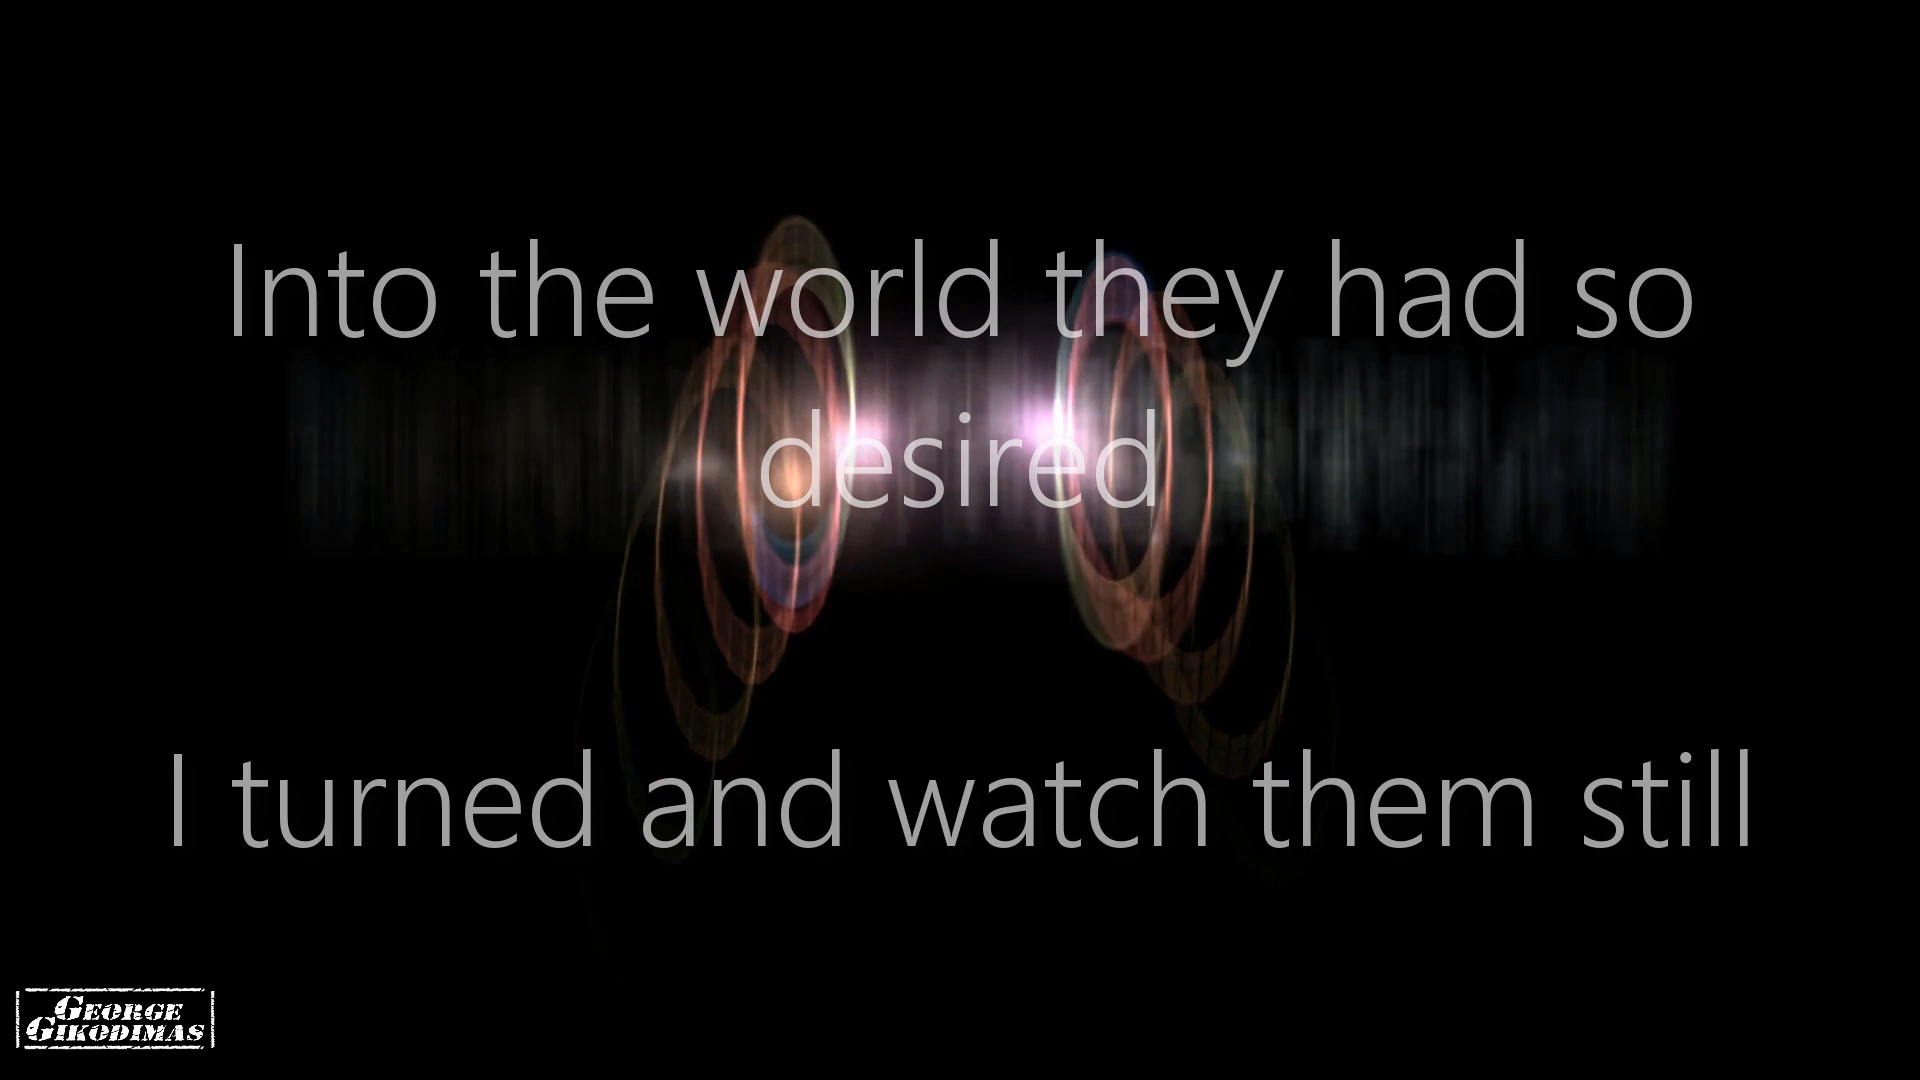 Into the world they had so
desired
I turned and watch them still
GEORGE
GIKODIMAS